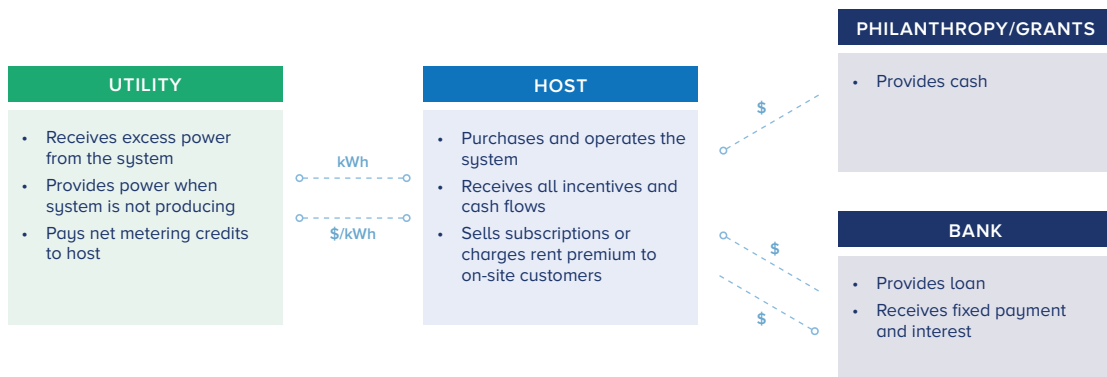 UTILITY
• Receives excess power
from the system
• Provides power when
system is not producing
• Pays net metering credits
to host
kWh
$/kWh
HOST
• Purchases and operates the
system
• Receives all incentives and
cash flows
• Sells subscriptions or
charges rent premium to
on-site customers
$
$
$
PHILANTHROPY/GRANTS
• Provides cash
BANK
• Provides loan
• Receives fixed payment
and interest